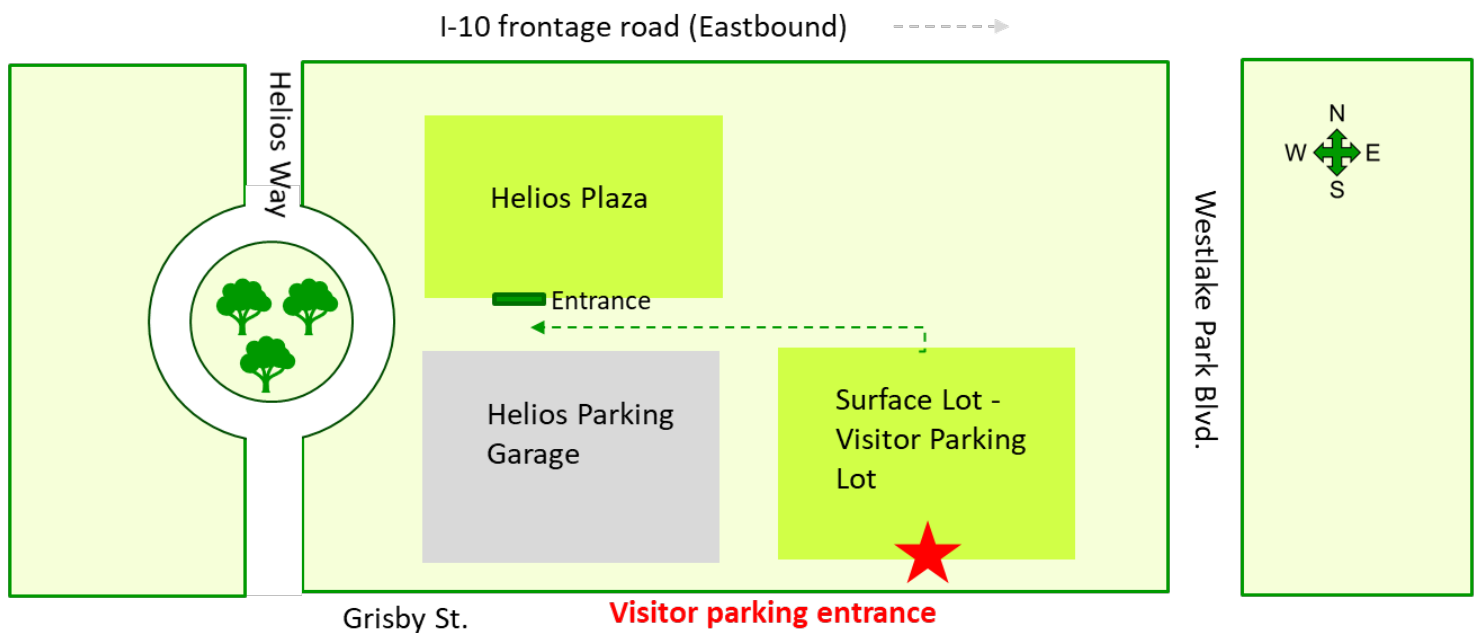 I-10 frontage road (Eastbound)
Helios Way
N
W
E
S
Helios Plaza
Westlake Park Blvd.
Entrance
Helios Parking
Garage
Surface Lot -
Visitor Parking
Lot
Grisby St.
Visitor parking entrance